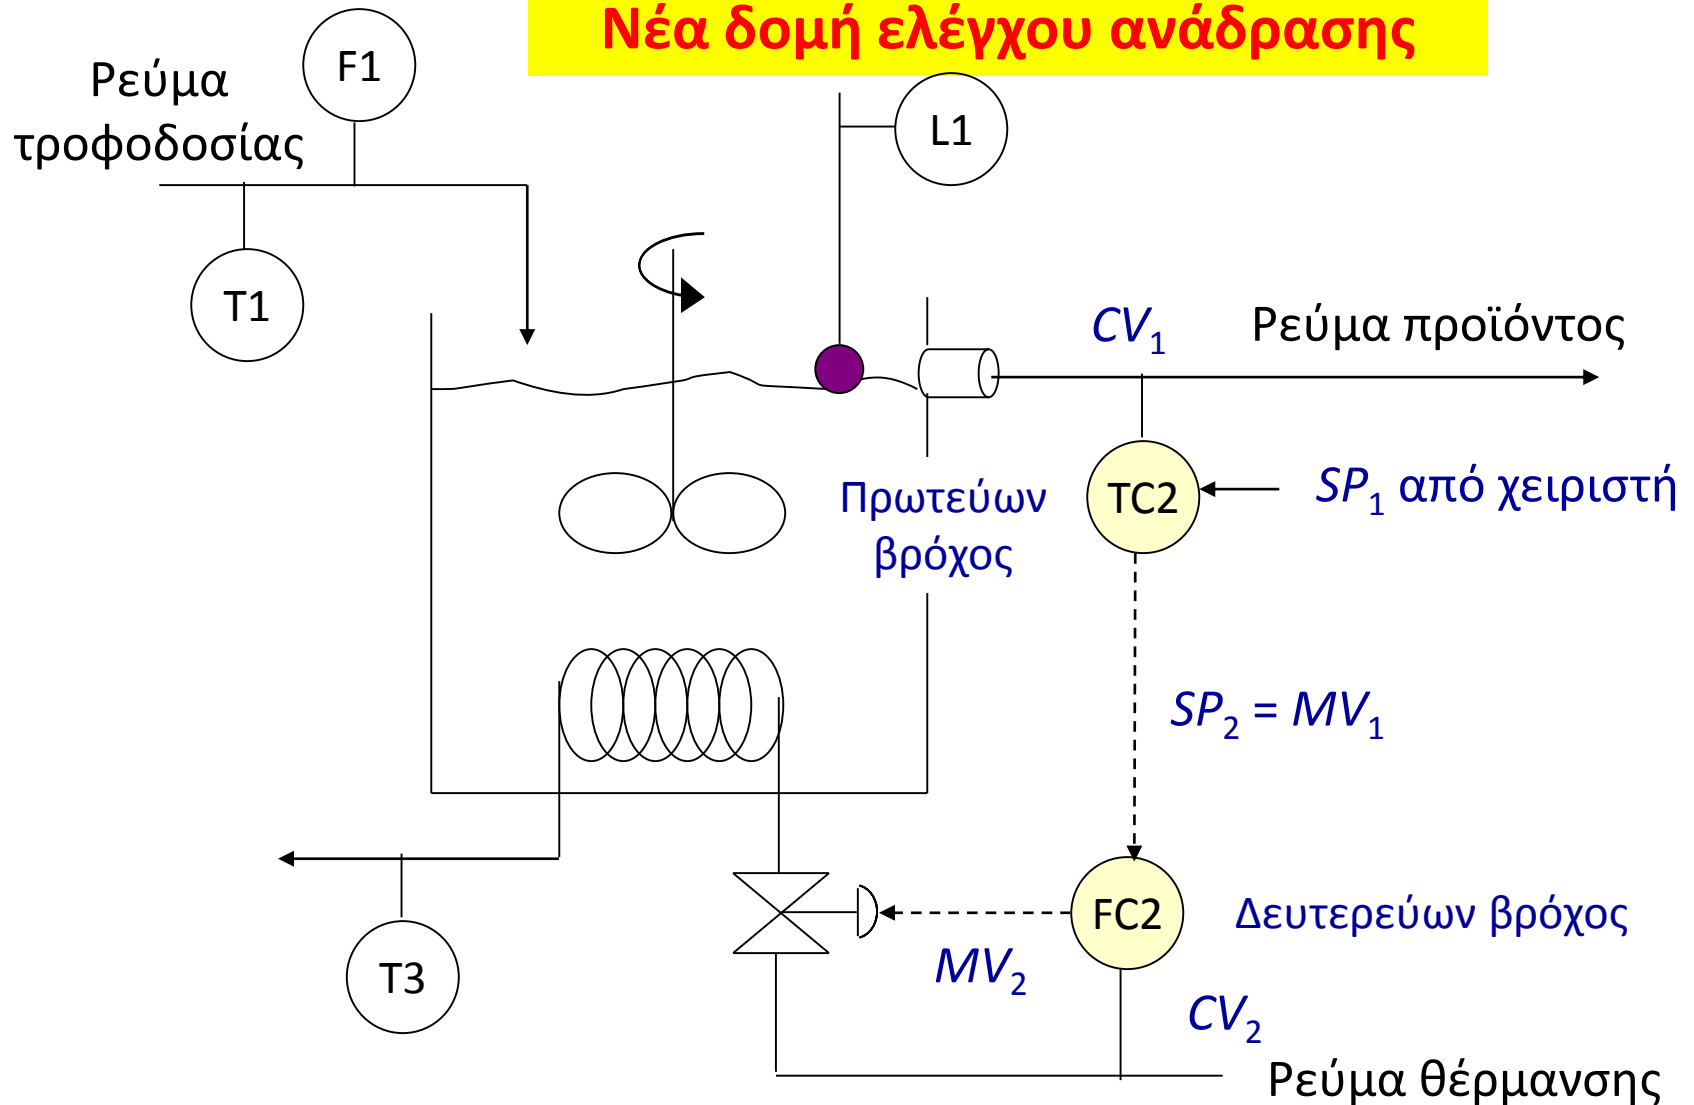 Νέα δομή ελέγχου ανάδρασης
F1
Ρεύμα
τροφοδοσίας
L1
T1
CV₁
Ρεύμα προϊόντος
Πρωτεύων
βρόχος
TC2
SP₁ από χειριστή
SP₂ = MV₁
FC2
Δευτερεύων βρόχος
MV₂
T3
CV₂
Ρεύμα θέρμανσης